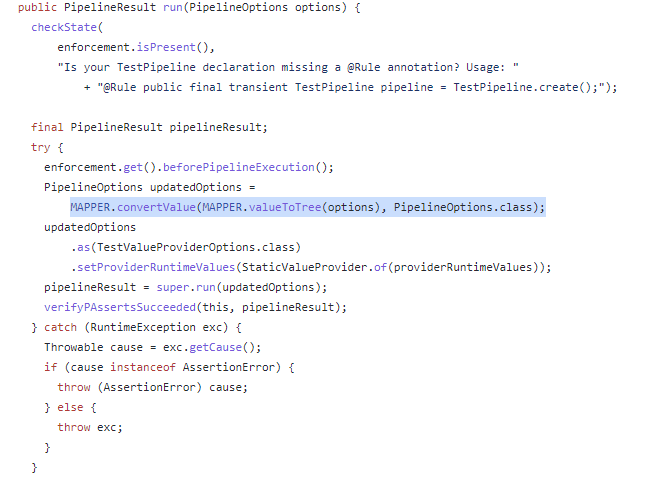 public PipelineResult run(PipelineOptions options) {
checkState(
enforcement.isPresent(),
"Is your TestPipeline declaration missing a @Rule annotation? Usage: "
+ "@Rule public final transient TestPipeline pipeline = TestPipeline.create();");
final PipelineResult pipelineResult;
try {
enforcement.get().beforePipelineExecution();
PipelineOptions updatedOptions =
MAPPER.convertValue(MAPPER.valueToTree(options), PipelineOptions.class);
updatedOptions
.as(TestValueProviderOptions.class)
.setProviderRuntimeValues(StaticValueProvider.of(providerRuntimeValues));
pipelineResult = super.run(updatedOptions);
verifyPAssertsSucceeded(this, pipelineResult);
} catch (RuntimeException exc) {
Throwable cause = exc.getCause();
if (cause instanceof AssertionError) {
throw (AssertionError) cause;
} else {
throw exc;
}
}